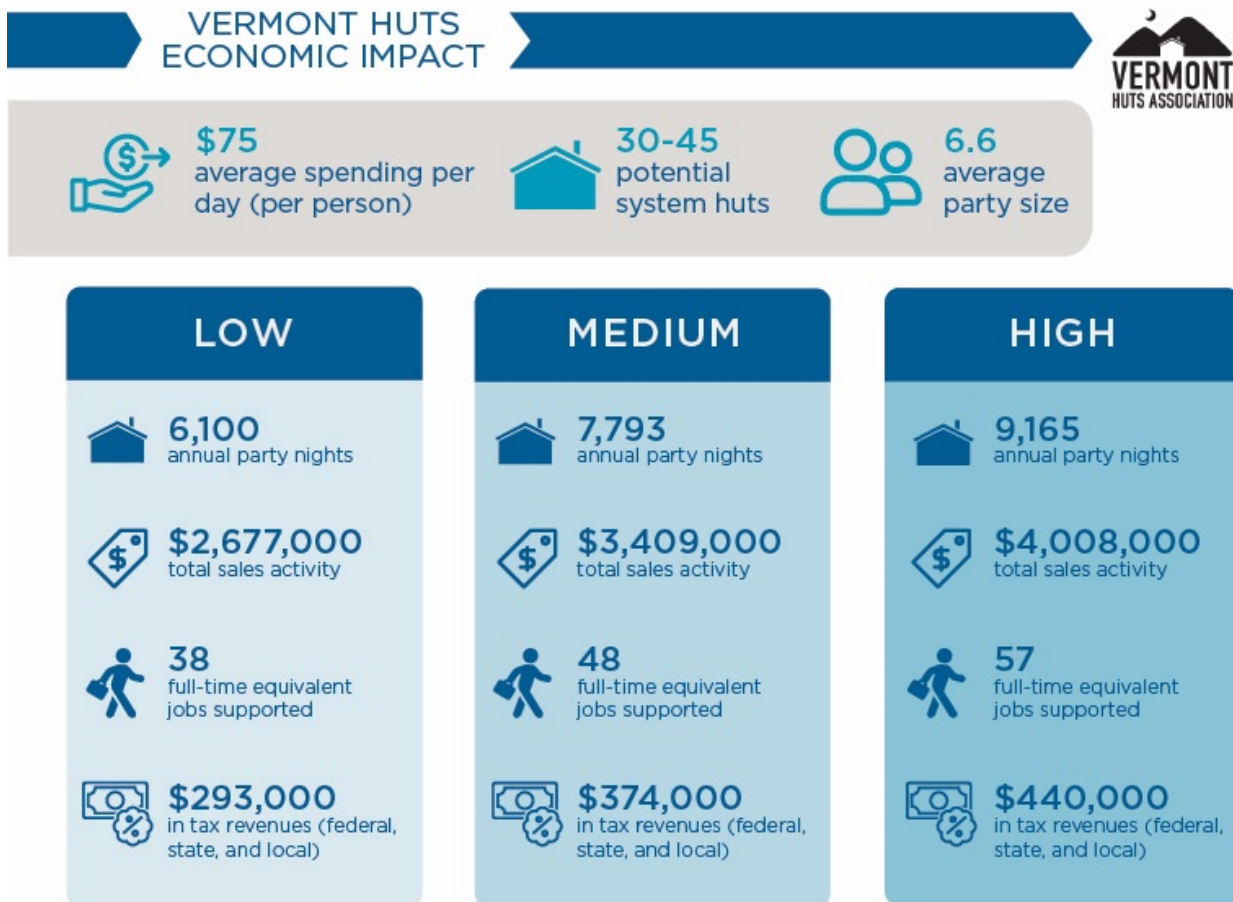 VERMONT HUTS
ECONOMIC IMPACT
VERMONT
HUTS ASSOCIATION
$75
average spending per
day (per person)
30-45
potential
system huts
6.6
average
party size
LOW
6,100
annual party nights
$2,677,000
total sales activity
38
full-time equivalent
jobs supported
$293,000
in tax revenues (federal,
state, and local)
MEDIUM
7,793
annual party nights
$3,409,000
total sales activity
48
full-time equivalent
jobs supported
$374,000
in tax revenues (federal,
state, and local)
HIGH
9,165
annual party nights
$4,008,000
total sales activity
57
full-time equivalent
jobs supported
$440,000
in tax revenues (federal,
state, and local)